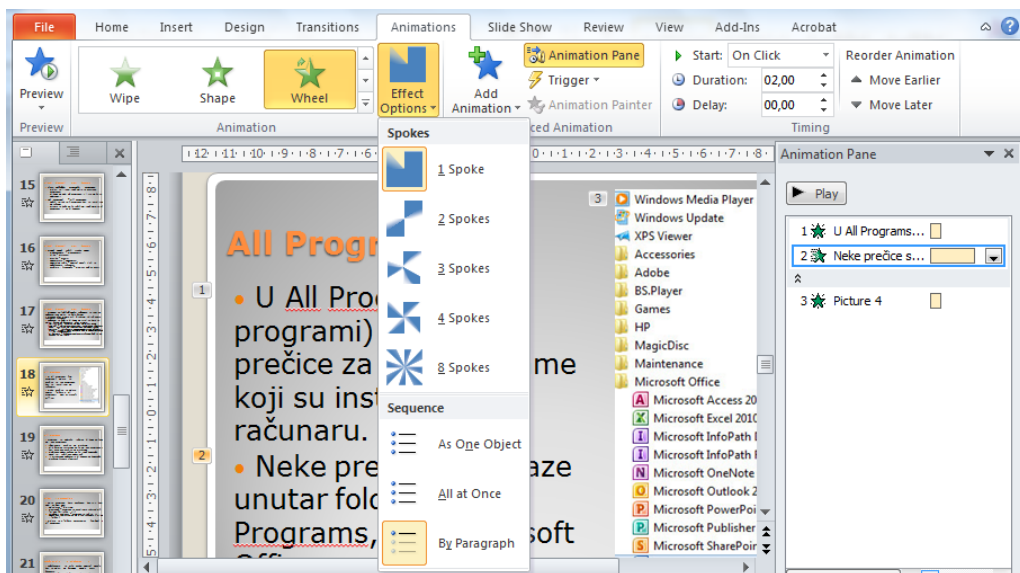 File Home Insert Design Transitions Animations Slide Show Review View Add-Ins Acrobat
Preview
Wipe Shape Wheel
Effect Options
Add Animation
Animation Pane
Trigger
Animation Painter
Start: On Click
Duration: 02,00
Delay: 00,00
Reorder Animation
Move Earlier
Move Later
Preview Animation ced Animation Timing
Spokes
1 Spoke
2 Spokes
3 Spokes
4 Spokes
8 Spokes
Sequence
As One Object
All at Once
By Paragraph
15
16
17
18
19
20
21
All Progr
1
• U All Pro
programi)
prečice za me
koji su inst
računaru.
2
• Neke pre aze
unutar fold
Programs, soft
3
Windows Media Player
Windows Update
XPS Viewer
Accessories
Adobe
BS.Player
Games
HP
MagicDisc
Maintenance
Microsoft Office
Microsoft Access 20
Microsoft Excel 2010
Microsoft InfoPath
Microsoft InfoPath
Microsoft OneNote
Microsoft Outlook 2
Microsoft PowerPoi
Microsoft Publisher
Microsoft SharePoir
Animation Pane
Play
1 U All Programs...
2 Neke prečice s...
3 Picture 4